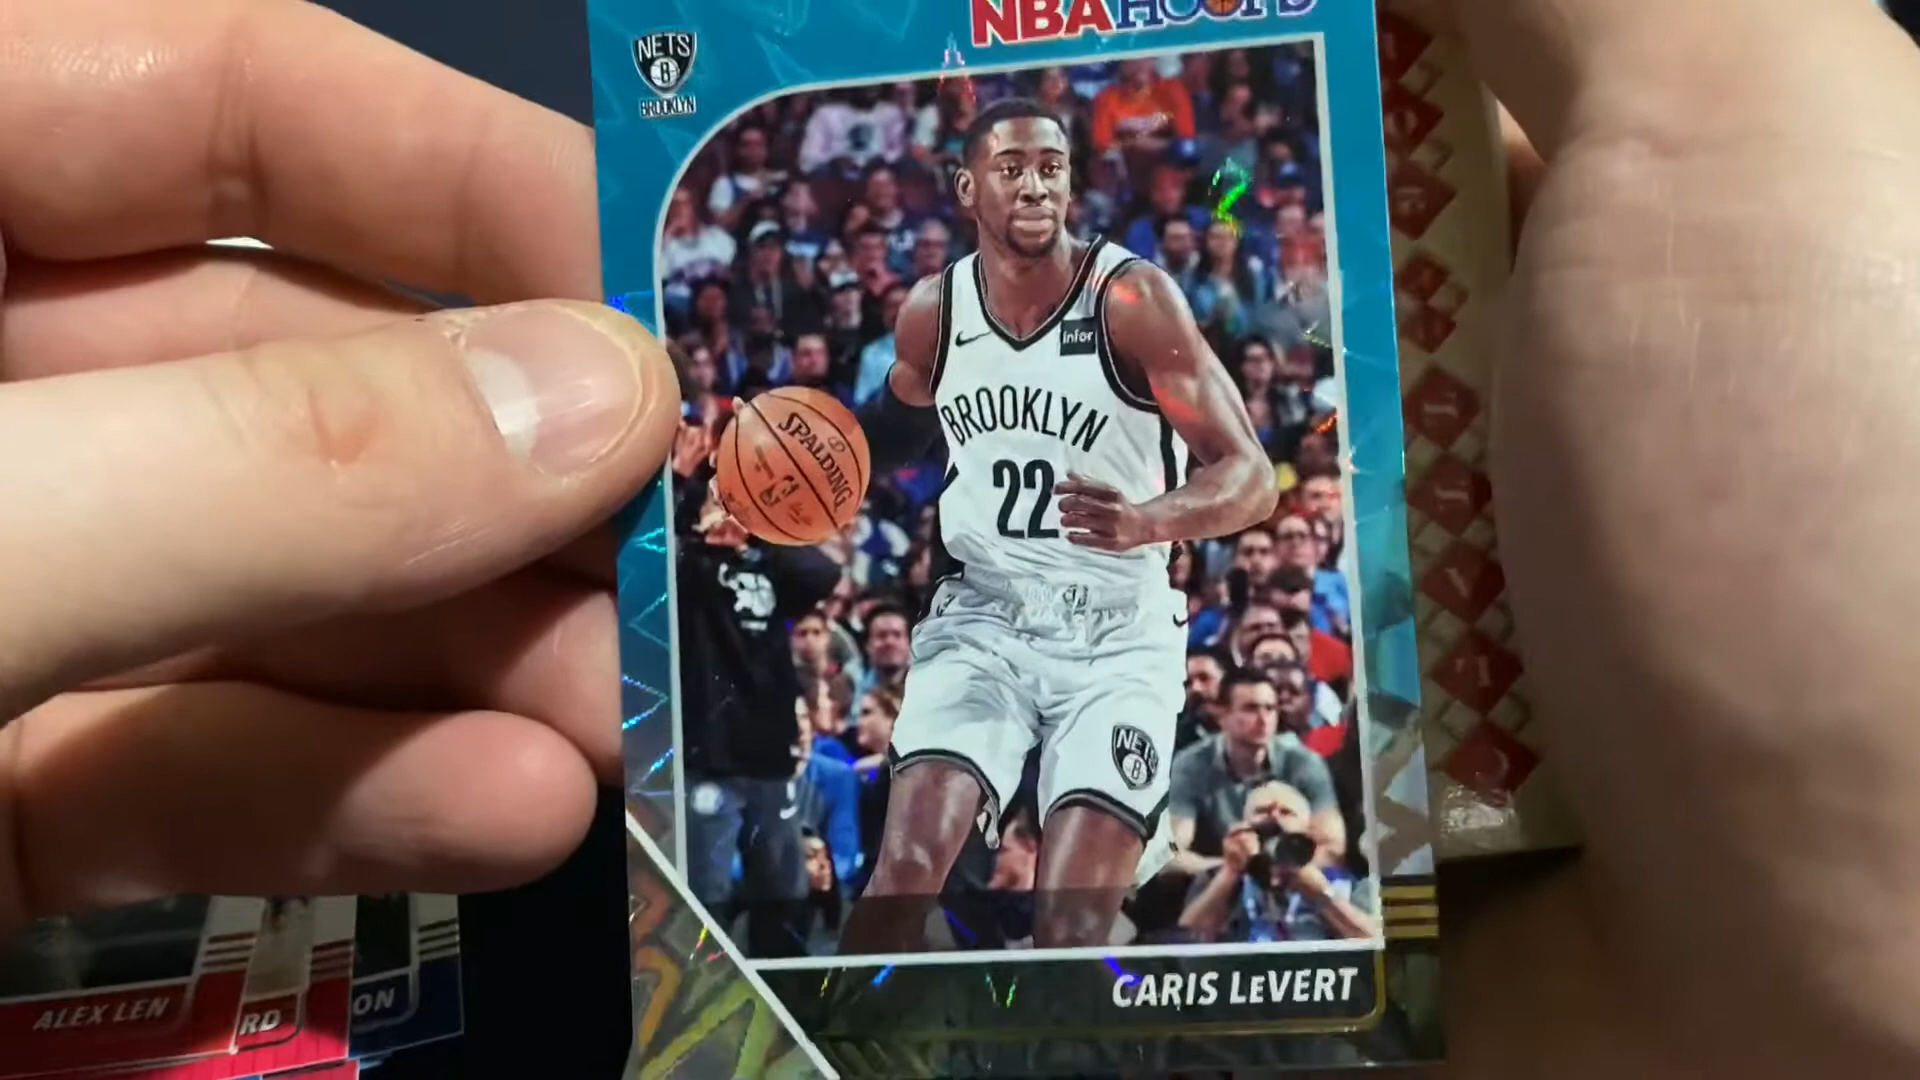 NBA HOOPS
NETS
B
BROOKLYN
infor
BROOKLYN
22
SPALDING
NETS
B
CARIS LeVERT
ALEX LEN
RD
ON